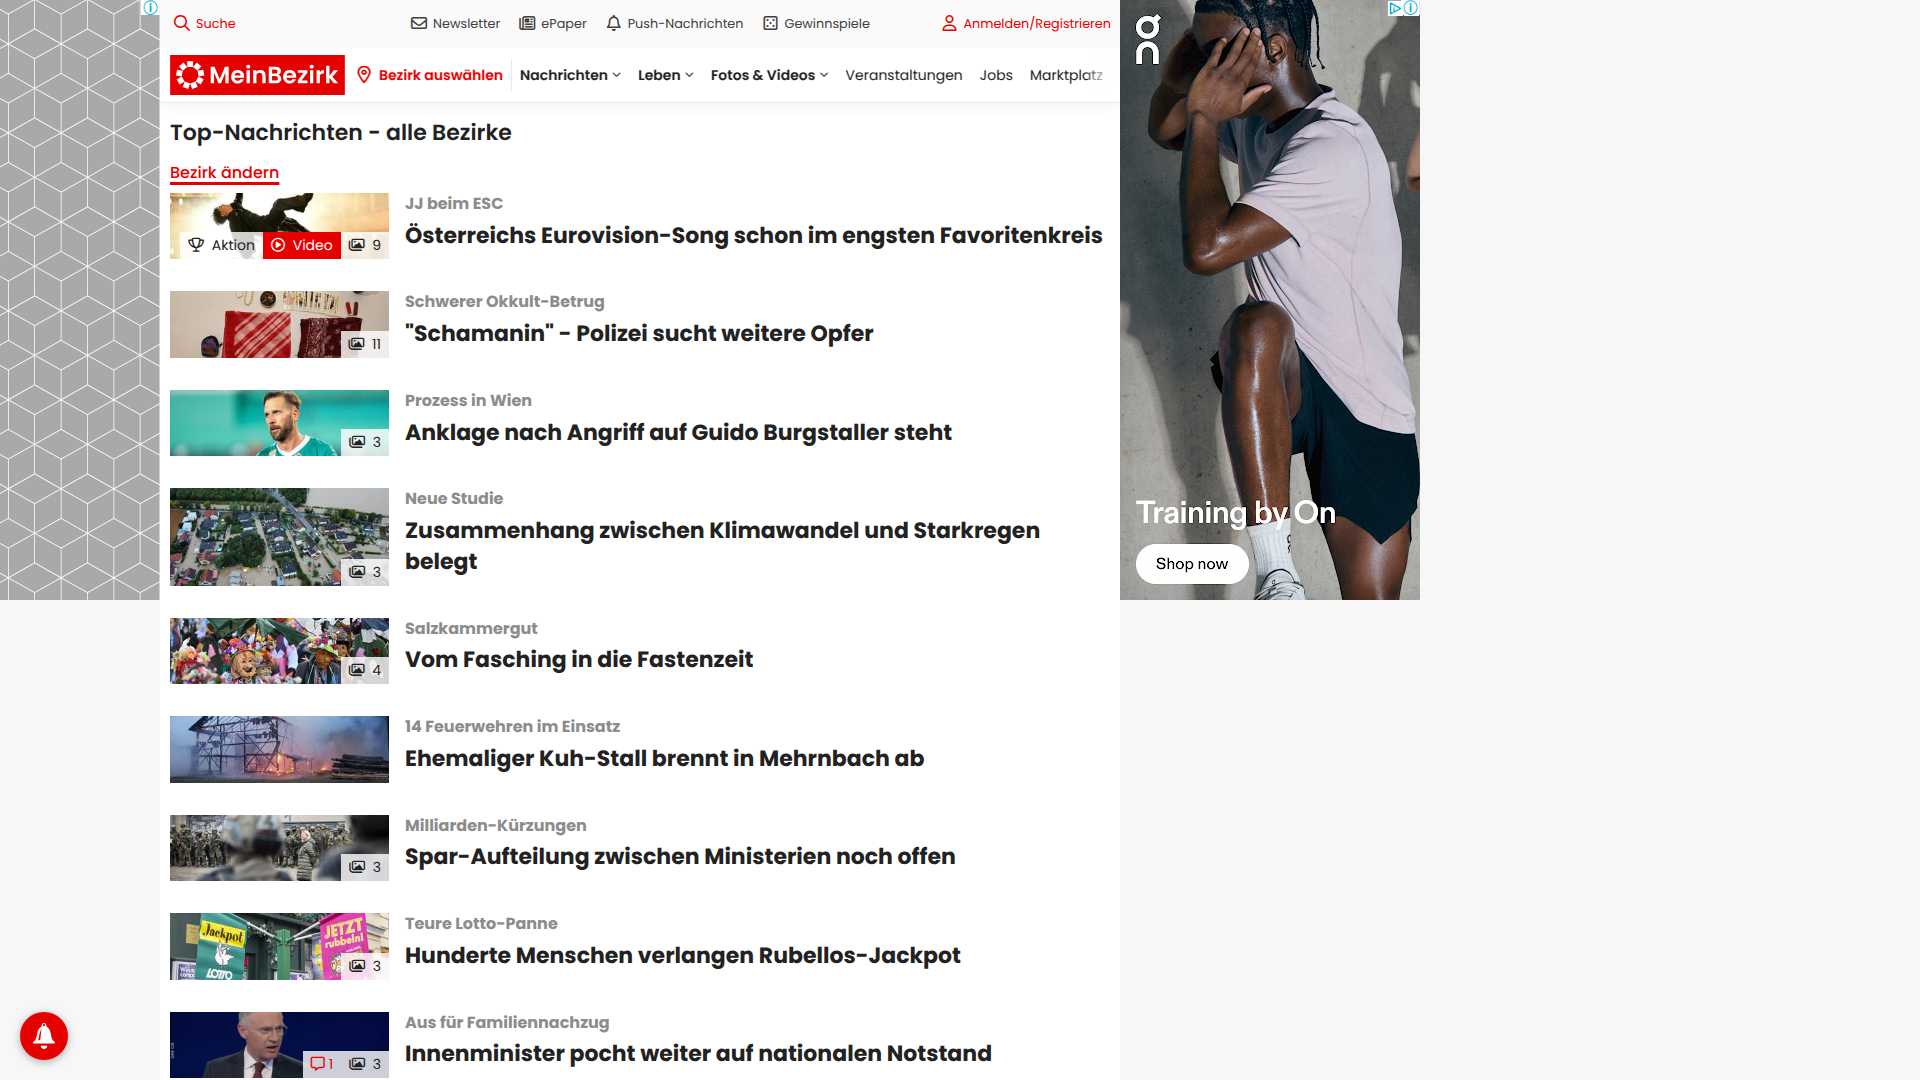 Suche
Newsletter
ePaper
Push-Nachrichten
Gewinnspiele
Anmelden/Registrieren
MeinBezirk
Bezirk auswählen
Nachrichten
Leben
Fotos & Videos
Veranstaltungen
Jobs
Marktplatz
Top-Nachrichten - alle Bezirke
Bezirk ändern
Aktion
Video
9
JJ beim ESC
Österreichs Eurovision-Song schon im engsten Favoritenkreis
11
Schwerer Okkult-Betrug
"Schamanin" - Polizei sucht weitere Opfer
3
Prozess in Wien
Anklage nach Angriff auf Guido Burgstaller steht
3
Neue Studie
Zusammenhang zwischen Klimawandel und Starkregen
belegt
4
Salzkammergut
Vom Fasching in die Fastenzeit
14 Feuerwehren im Einsatz
Ehemaliger Kuh-Stall brennt in Mehrnbach ab
3
Milliarden-Kürzungen
Spar-Aufteilung zwischen Ministerien noch offen
Jackpot
LOTTO
JETZT
rubbeln!
3
Teure Lotto-Panne
Hunderte Menschen verlangen Rubellos-Jackpot
1
3
Aus für Familiennachzug
Innenminister pocht weiter auf nationalen Notstand
Training by On
Shop now